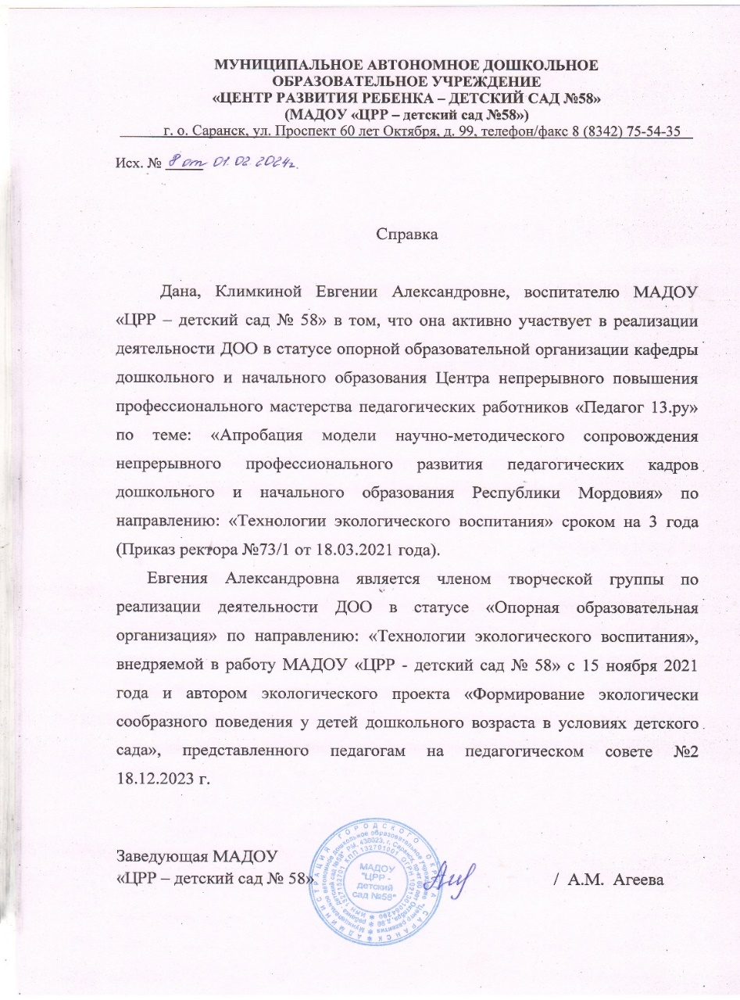 МУНИЦИПАЛЬНОЕ АВТОНОМНОЕ ДОШКОЛЬНОЕ
ОБРАЗОВАТЕЛЬНОЕ УЧРЕЖДЕНИЕ
«ЦЕНТР РАЗВИТИЯ РЕБЕНКА – ДЕТСКИЙ САД №58»
(МАДОУ «ЦРР – детский сад №58»)
г. о. Саранск, ул. Проспект 60 лет Октября, д. 99, телефон/факс 8 (8342) 75-54-35
Исх. № 8 от 01.02.2024г.
Справка
Дана, Климкиной Евгении Александровне, воспитателю МАДОУ
«ЦРР – детский сад № 58» в том, что она активно участвует в реализации
деятельности ДОО в статусе опорной образовательной организации кафедры
дошкольного и начального образования Центра непрерывного повышения
профессионального мастерства педагогических работников «Педагог 13.ру»
по теме: «Апробация модели научно-методического сопровождения
непрерывного профессионального развития педагогических кадров
дошкольного и начального образования Республики Мордовия» по
направлению: «Технологии экологического воспитания» сроком на 3 года
(Приказ ректора №73/1 от 18.03.2021 года).
Евгения Александровна является членом творческой группы по
реализации деятельности ДОО в статусе «Опорная образовательная
организация» по направлению: «Технологии экологического воспитания»,
внедряемой в работу МАДОУ «ЦРР - детский сад № 58» с 15 ноября 2021
года и автором экологического проекта «Формирование экологически
сообразного поведения у детей дошкольного возраста в условиях детского
сада», представленного педагогам на педагогическом совете №2
18.12.2023 г.
Заведующая МАДОУ
«ЦРР – детский сад № 58» / А.М. Агеева
МАДОУ
"ЦРР -
детский
сад №58"